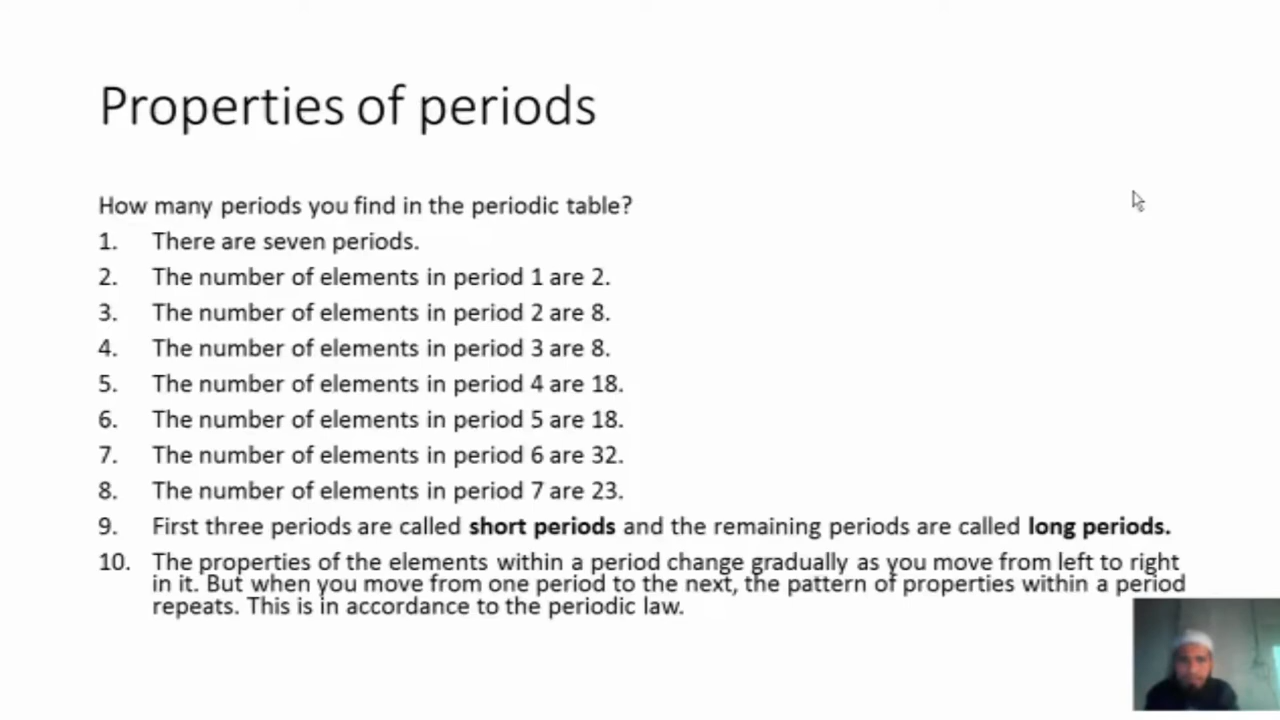 Properties of periods
How many periods you find in the periodic table?
1. There are seven periods.
2. The number of elements in period 1 are 2.
3. The number of elements in period 2 are 8.
4. The number of elements in period 3 are 8.
5. The number of elements in period 4 are 18.
6. The number of elements in period 5 are 18.
7. The number of elements in period 6 are 32.
8. The number of elements in period 7 are 23.
9. First three periods are called short periods and the remaining periods are called long periods.
10. The properties of the elements within a period change gradually as you move from left to right
in it. But when you move from one period to the next, the pattern of properties within a period
repeats. This is in accordance to the periodic law.